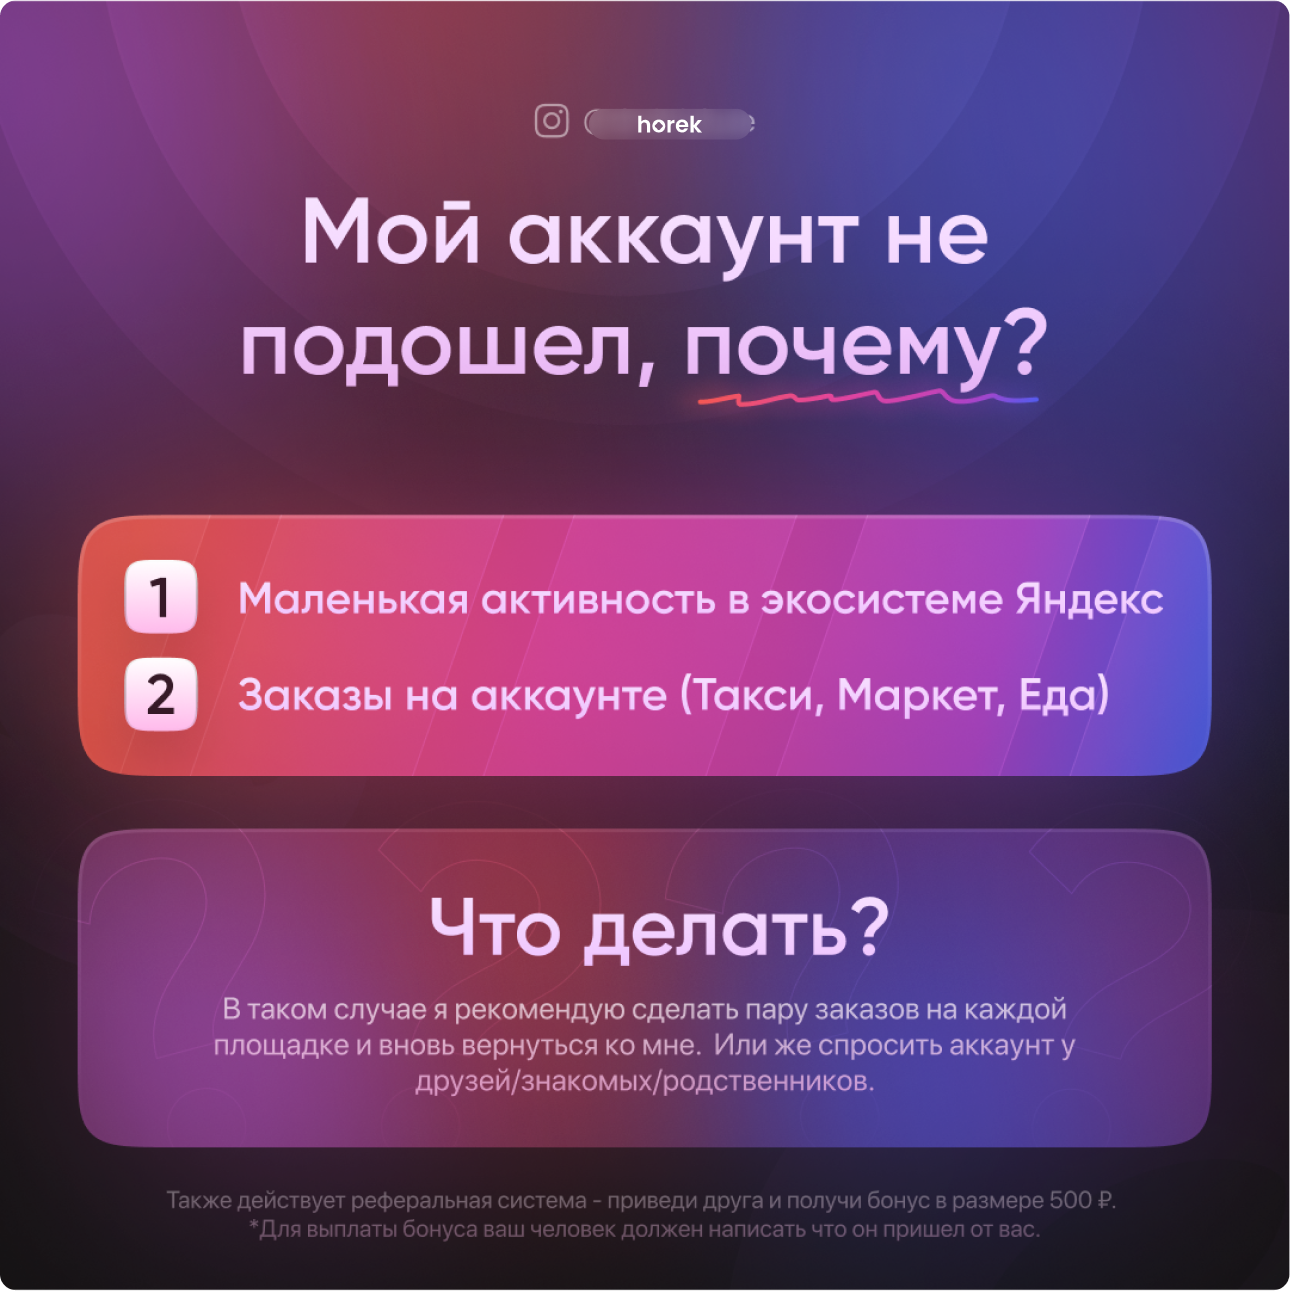 horek
Мой аккаунт не
подошел, почему?
1 Маленькая активность в экосистеме Яндекс
2 Заказы на аккаунте (Такси, Маркет, Еда)
Что делать?
В таком случае я рекомендую сделать пару заказов на каждой
площадке и вновь вернуться ко мне. Или же спросить аккаунт у
друзей/знакомых/родственников.
Также действует реферальная система - приведи друга и получи бонус в размере 500 ₽.
*Для выплаты бонуса ваш человек должен написать что он пришел от вас.